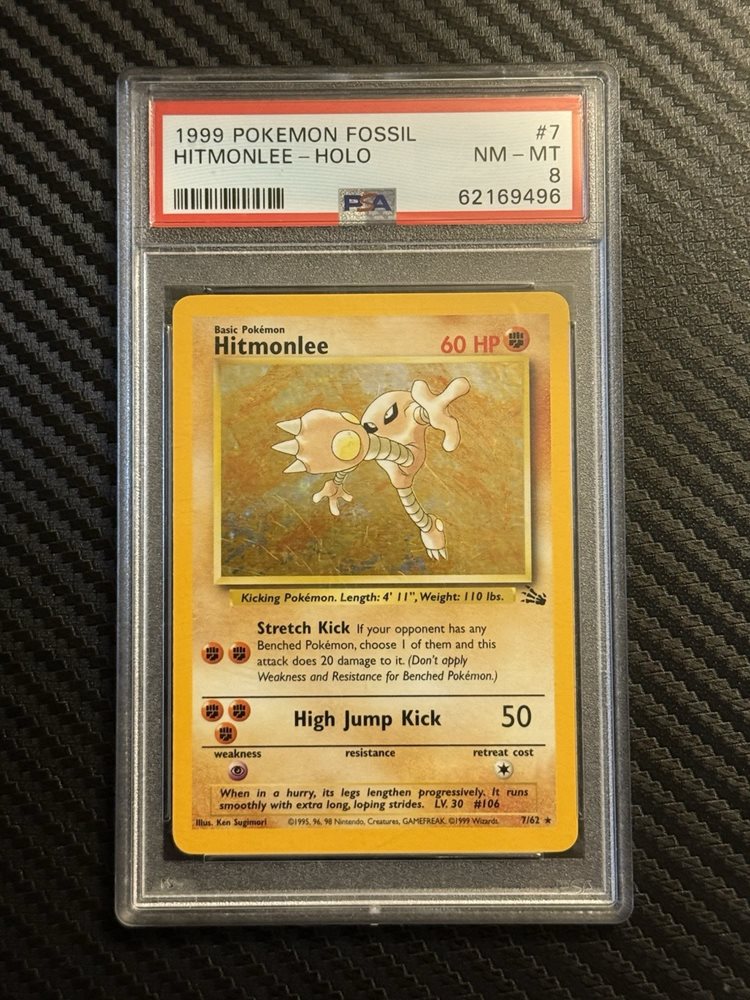 1999 POKEMON FOSSIL #7
HITMONLEE - HOLO NM - MT
8
PSA 62169496
Basic Pokémon
Hitmonlee 60 HP
Kicking Pokémon. Length: 4' 11", Weight: 110 lbs.
Stretch Kick If your opponent has any
Benched Pokémon, choose 1 of them and this
attack does 20 damage to it. (Don't apply
Weakness and Resistance for Benched Pokémon.)
High Jump Kick 50
weakness resistance retreat cost
When in a hurry, its legs lengthen progressively. It runs
smoothly with extra long, loping strides. LV. 30 #106
Illus. Ken Sugimori ©1995, 96, 98 Nintendo, Creatures, GAMEFREAK. ©1999 Wizards. 7/62 ★